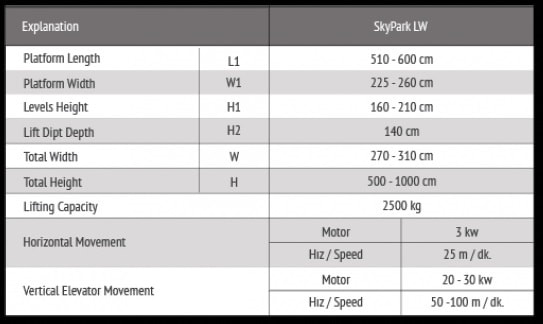 Explanation SkyPark LW
Platform Length L1 510 - 600 cm
Platform Width W1 225 - 260 cm
Levels Height H1 160 - 210 cm
Lift Dipt Depth H2 140 cm
Total Width W 270 - 310 cm
Total Height H 500 - 1000 cm
Lifting Capacity 2500 kg
Horizontal Movement Motor 3 kw
Hız / Speed 25 m / dk.
Vertical Elevator Movement Motor 20 - 30 kw
Hız / Speed 50 -100 m / dk.